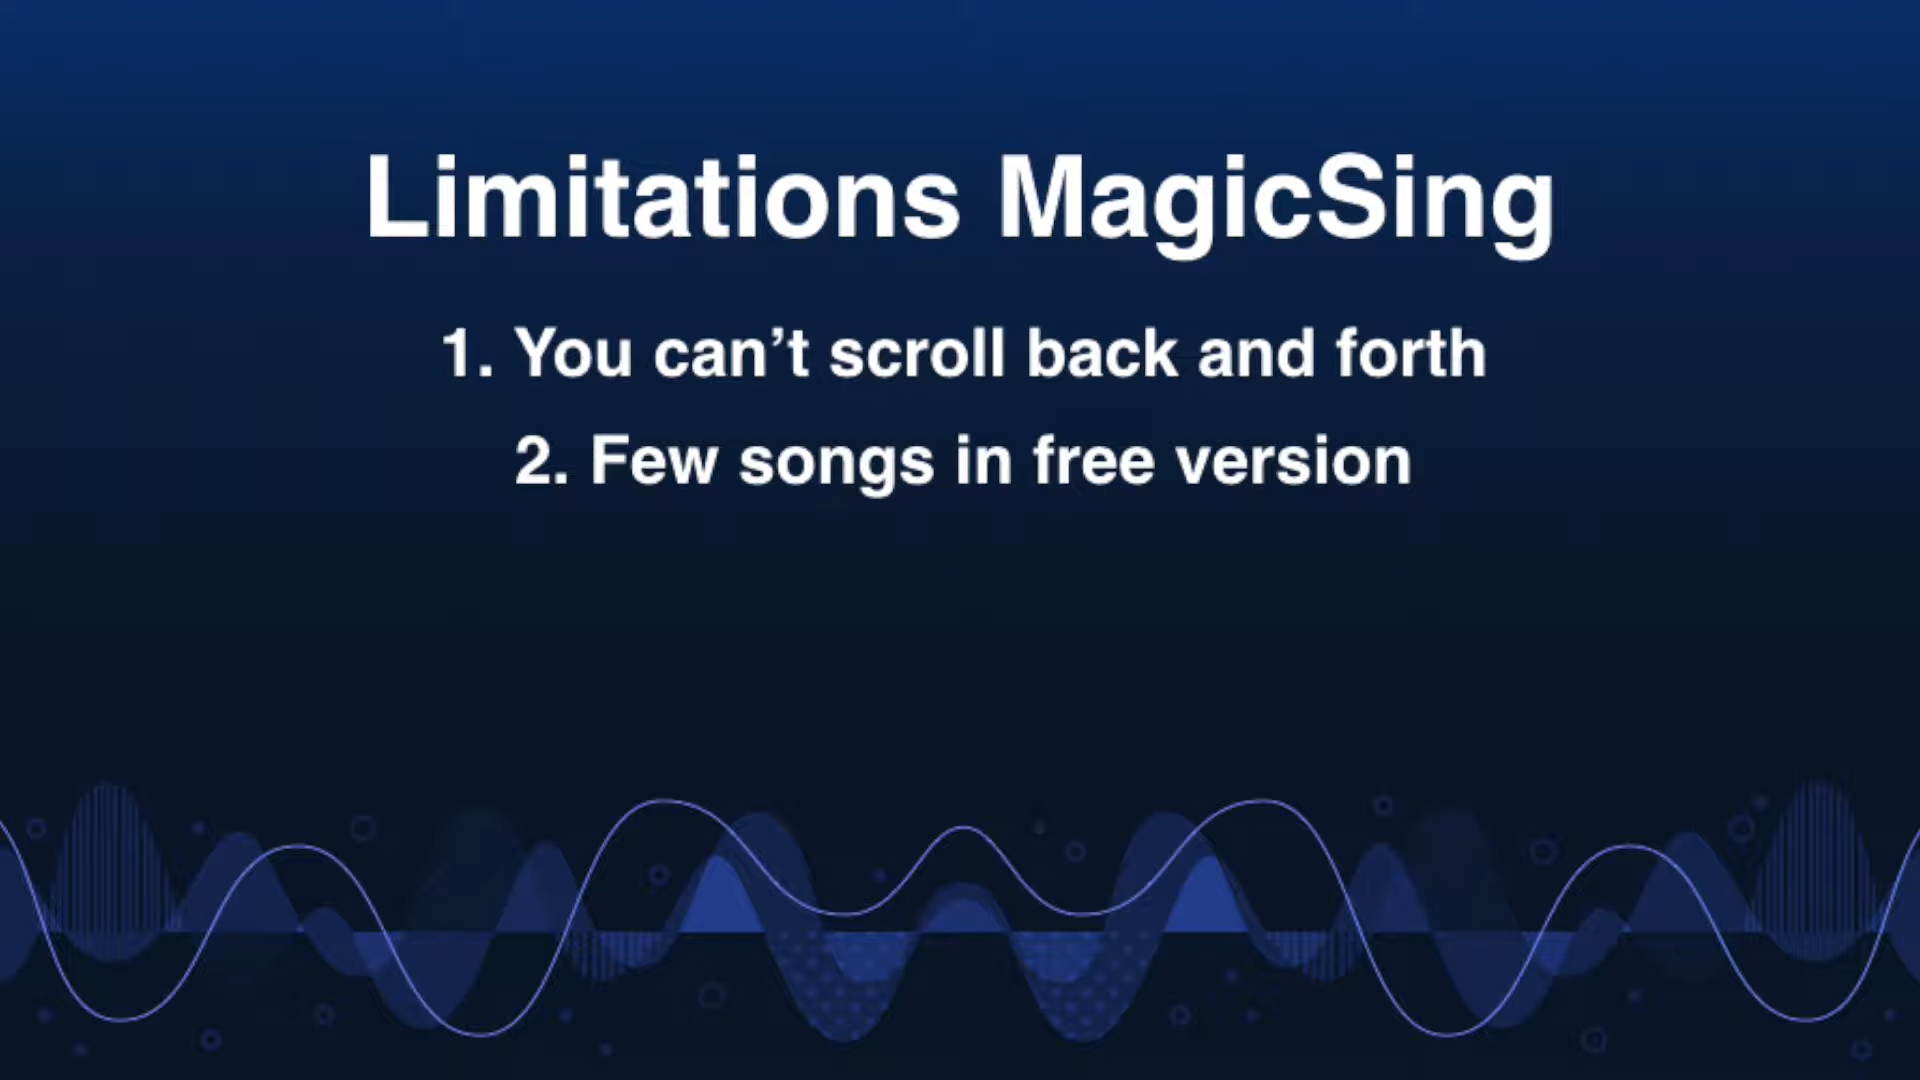 Limitations MagicSing
1. You can’t scroll back and forth
2. Few songs in free version